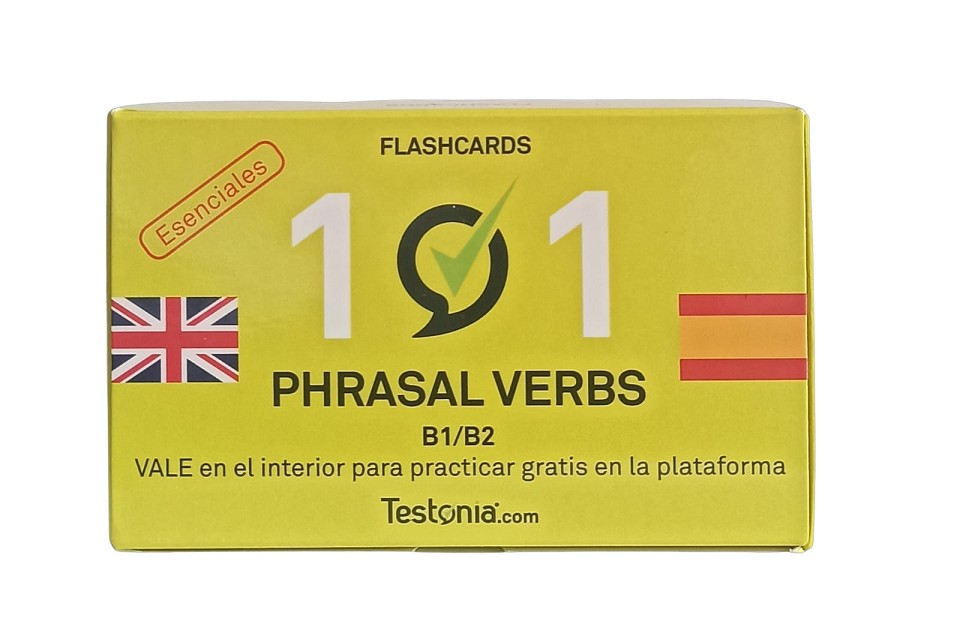 FLASHCARDS
Esenciales
101
PHRASAL VERBS
B1/B2
VALE en el interior para practicar gratis en la plataforma
Testonia.com